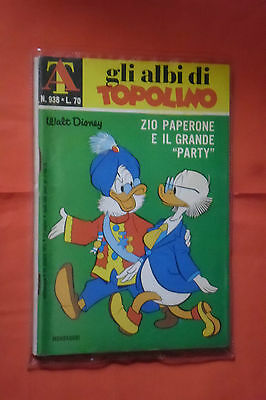 A
N. 938 - L. 70
gli albi di
TOPOLINO
Walt Disney
ZIO PAPERONE
E IL GRANDE
"PARTY"
MONDADORI